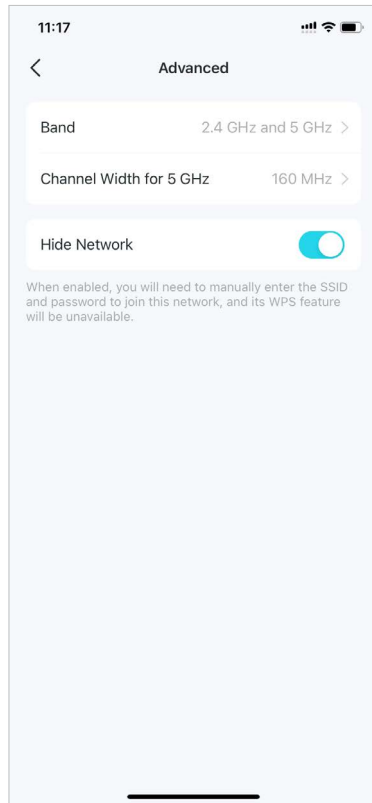 11:17
Advanced
Band 2.4 GHz and 5 GHz
Channel Width for 5 GHz 160 MHz
Hide Network
When enabled, you will need to manually enter the SSID
and password to join this network, and its WPS feature
will be unavailable.